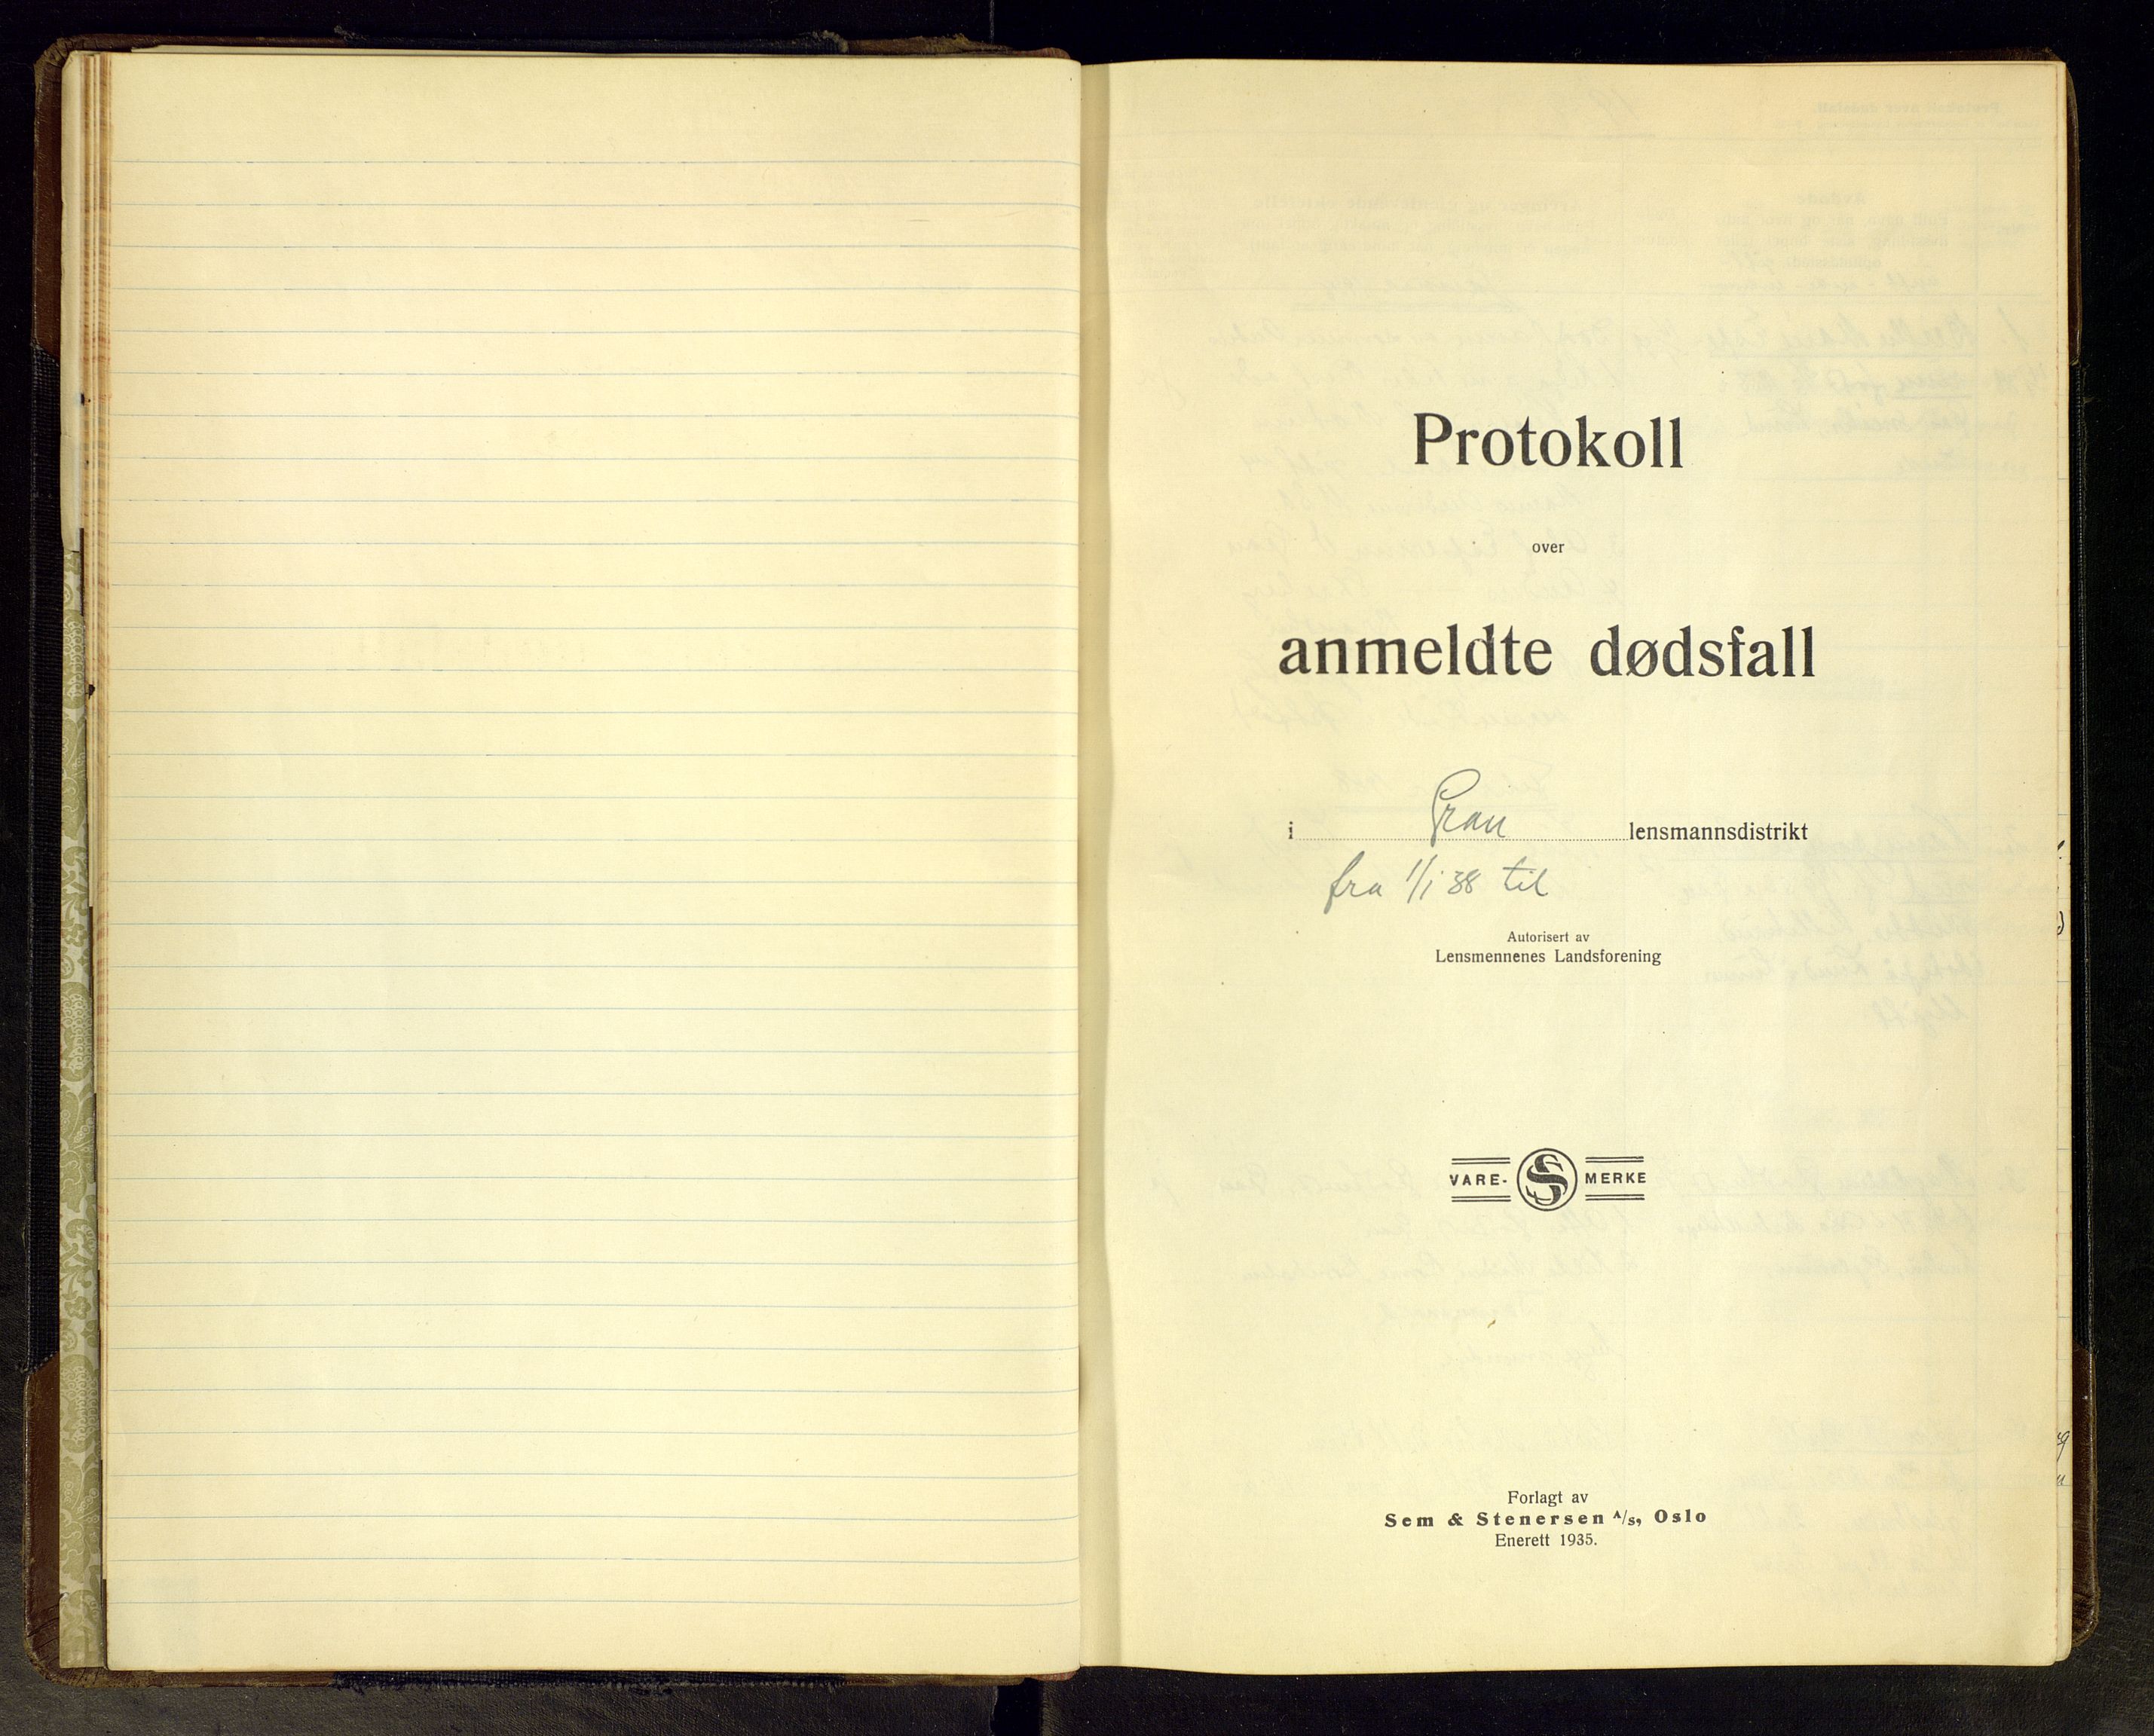 Protokoll
over
anmeldte dødsfall
i Gran lensmannsdistrikt
fra 1/1 38 til
Autorisert av
Lensmennenes Landsforening
VARE- S MERKE
Forlagt av
Sem & Stenersen A/s, Oslo
Enerett 1935.